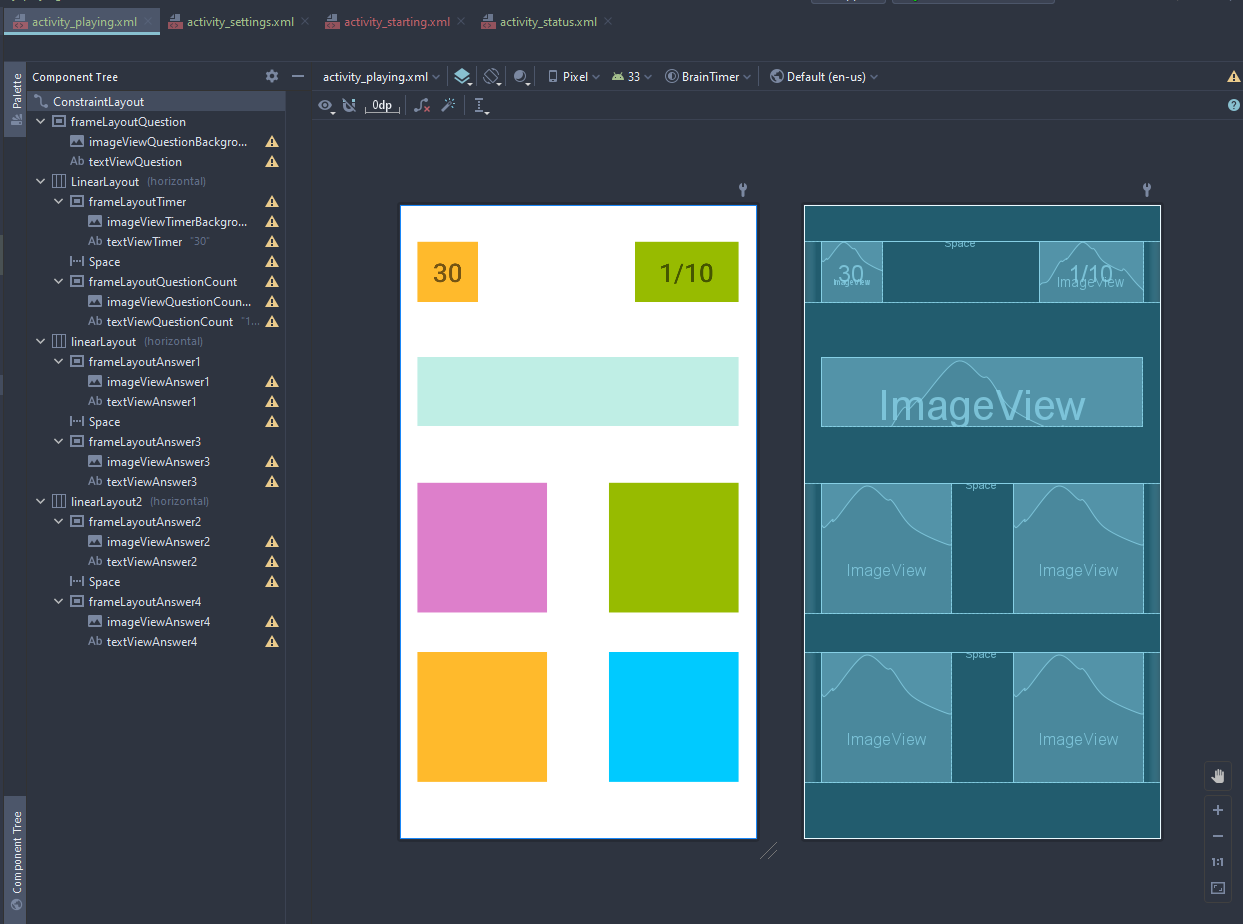 activity_playing.xml
activity_settings.xml
activity_starting.xml
activity_status.xml
Palette
Component Tree
activity_playing.xml
Pixel
33
BrainTimer
Default (en-us)
0dp
ConstraintLayout
frameLayoutQuestion
imageViewQuestionBackgro...
Ab textViewQuestion
LinearLayout (horizontal)
frameLayoutTimer
imageViewTimerBackgro...
Ab textViewTimer "30"
Space
frameLayoutQuestionCount
imageViewQuestionCoun...
Ab textViewQuestionCount "1...
linearLayout (horizontal)
frameLayoutAnswer1
imageViewAnswer1
Ab textViewAnswer1
Space
frameLayoutAnswer3
imageViewAnswer3
Ab textViewAnswer3
linearLayout2 (horizontal)
frameLayoutAnswer2
imageViewAnswer2
Ab textViewAnswer2
Space
frameLayoutAnswer4
imageViewAnswer4
Ab textViewAnswer4
Component Tree
30
1/10
Space
30
ImageView
1/10
ImageView
ImageView
Space
ImageView
ImageView
Space
ImageView
ImageView
1:1